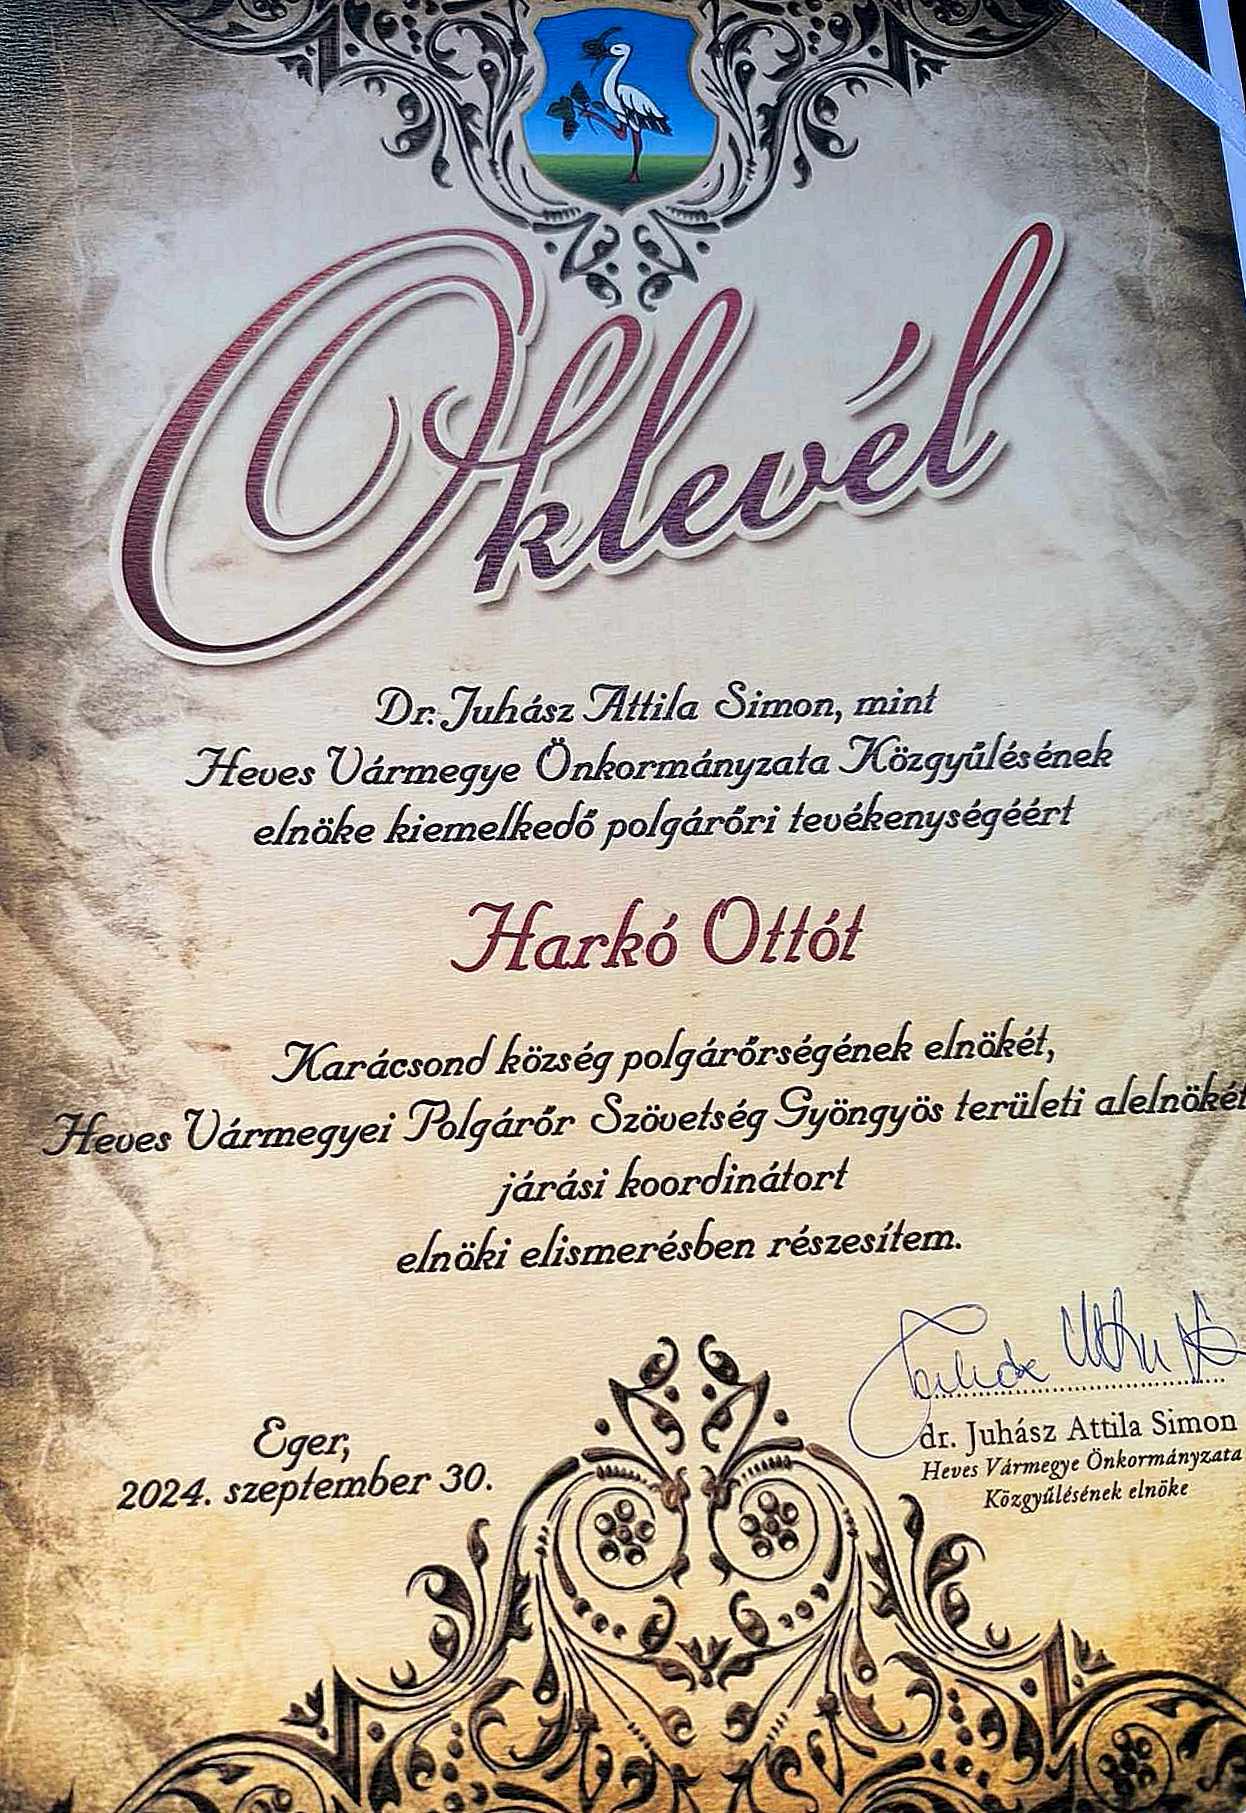 Oklevél
Dr. Juhász Attila Simon, mint
Heves Vármegye Önkormányzata Közgyűlésének
elnöke kiemelkedő polgárőri tevékenységéért
Harkó Ottót
Karácsond község polgárőrségének elnökét,
Heves Vármegyei Polgárőr Szövetség Gyöngyös területi alelnökét
járási koordinátort
elnöki elismerésben részesítem.
Eger,
2024. szeptember 30.
dr. Juhász Attila Simon
Heves Vármegye Önkormányzata
Közgyűlésének elnöke